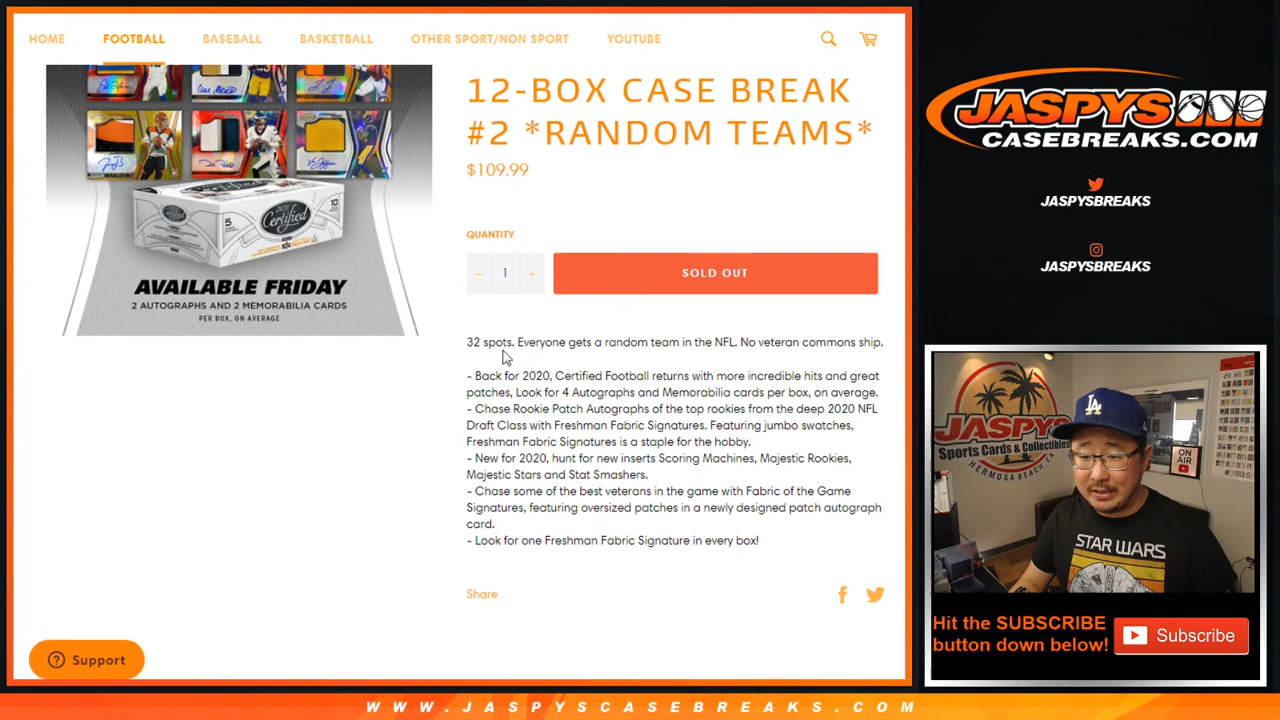 HOME FOOTBALL BASEBALL BASKETBALL OTHER SPORT/NON SPORT YOUTUBE
12-BOX CASE BREAK
#2 *RANDOM TEAMS*
$109.99
QUANTITY
− 1 +
SOLD OUT
32 spots. Everyone gets a random team in the NFL. No veteran commons ship.
- Back for 2020, Certified Football returns with more incredible hits and great
patches, Look for 4 Autographs and Memorabilia cards per box, on average.
- Chase Rookie Patch Autographs of the top rookies from the deep 2020 NFL
Draft Class with Freshman Fabric Signatures. Featuring jumbo swatches,
Freshman Fabric Signatures is a staple for the hobby.
- New for 2020, hunt for new inserts Scoring Machines, Majestic Rookies,
Majestic Stars and Stat Smashers.
- Chase some of the best veterans in the game with Fabric of the Game
Signatures, featuring oversized patches in a newly designed patch autograph
card.
- Look for one Freshman Fabric Signature in every box!
Share
5
Certified
10
AVAILABLE FRIDAY
2 AUTOGRAPHS AND 2 MEMORABILIA CARDS
PER BOX, ON AVERAGE
Support
JASPYS
CASEBREAKS.COM
JASPYSBREAKS
JASPYSBREAKS
JASPYS
Sports Cards & Collectibles
HERMOSA BEACH, CA
ON
AIR
LA
STAR WARS
Hit the SUBSCRIBE
button down below!
Subscribe
WWW.JASPYSCASEBREAKS.COM